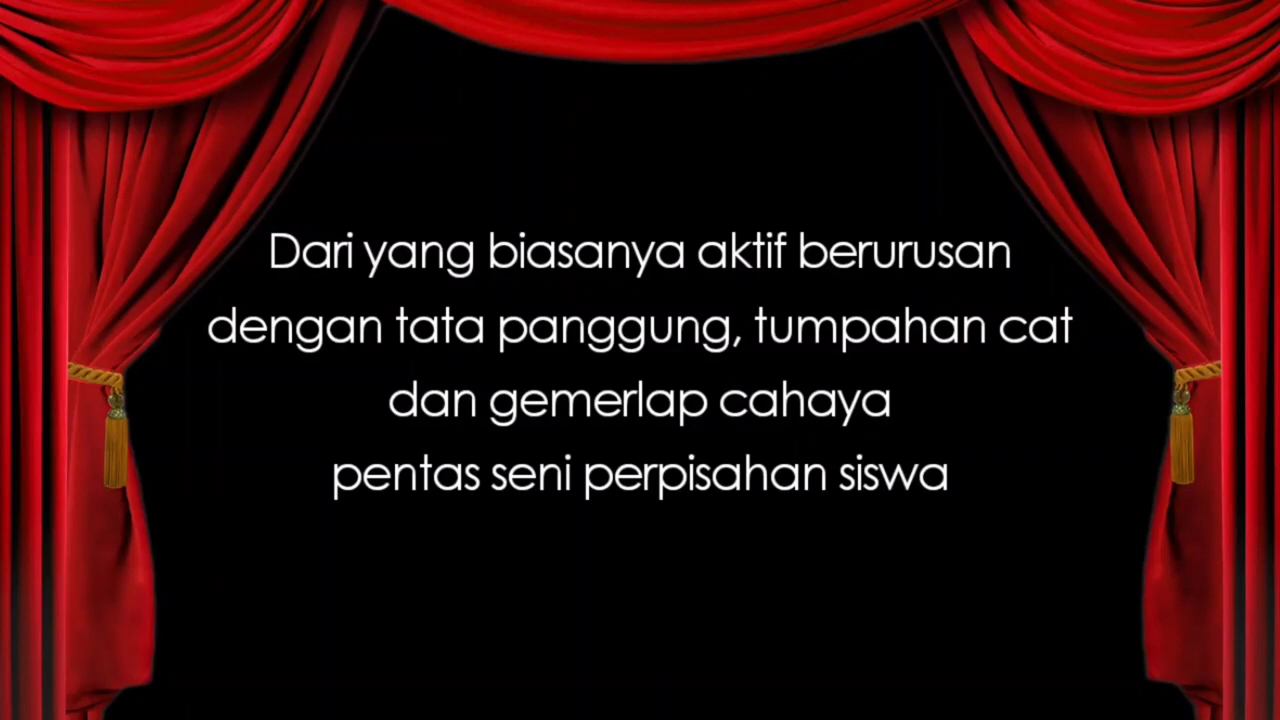 Dari yang biasanya aktif berurusan
dengan tata panggung, tumpahan cat
dan gemerlap cahaya
pentas seni perpisahan siswa